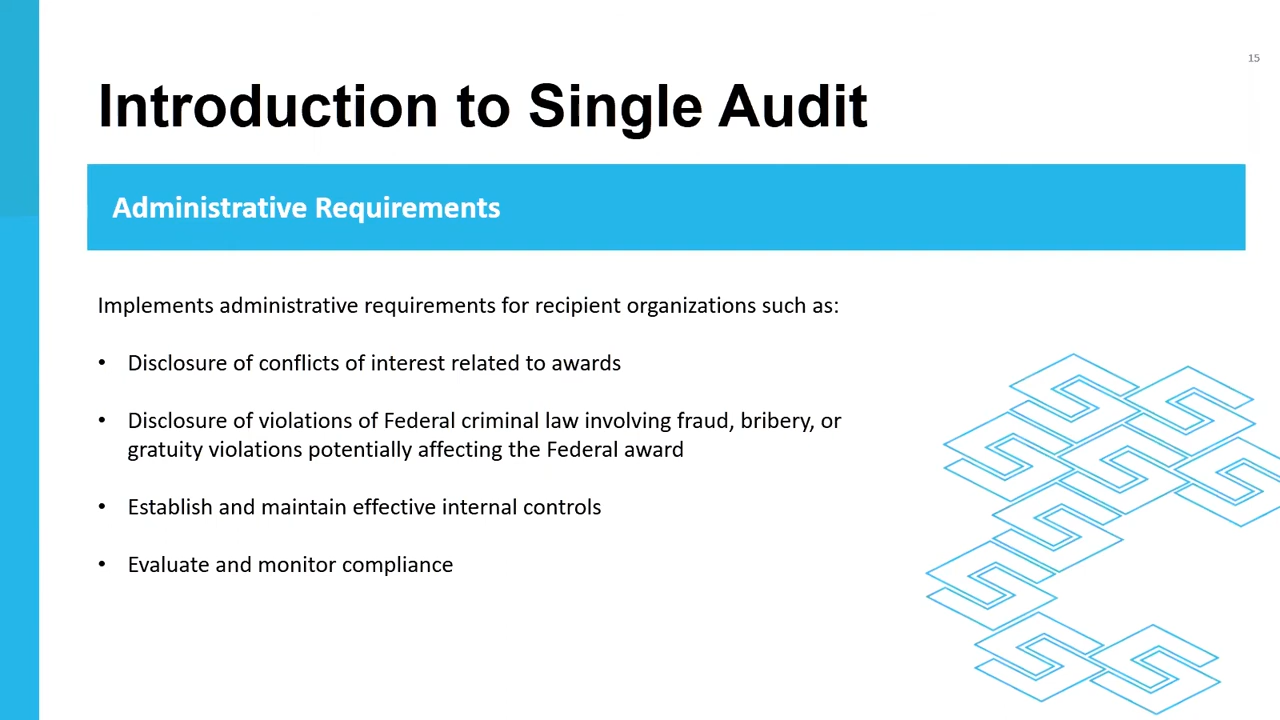 15
Introduction to Single Audit
Administrative Requirements
Implements administrative requirements for recipient organizations such as:
• Disclosure of conflicts of interest related to awards
• Disclosure of violations of Federal criminal law involving fraud, bribery, or
gratuity violations potentially affecting the Federal award
• Establish and maintain effective internal controls
• Evaluate and monitor compliance